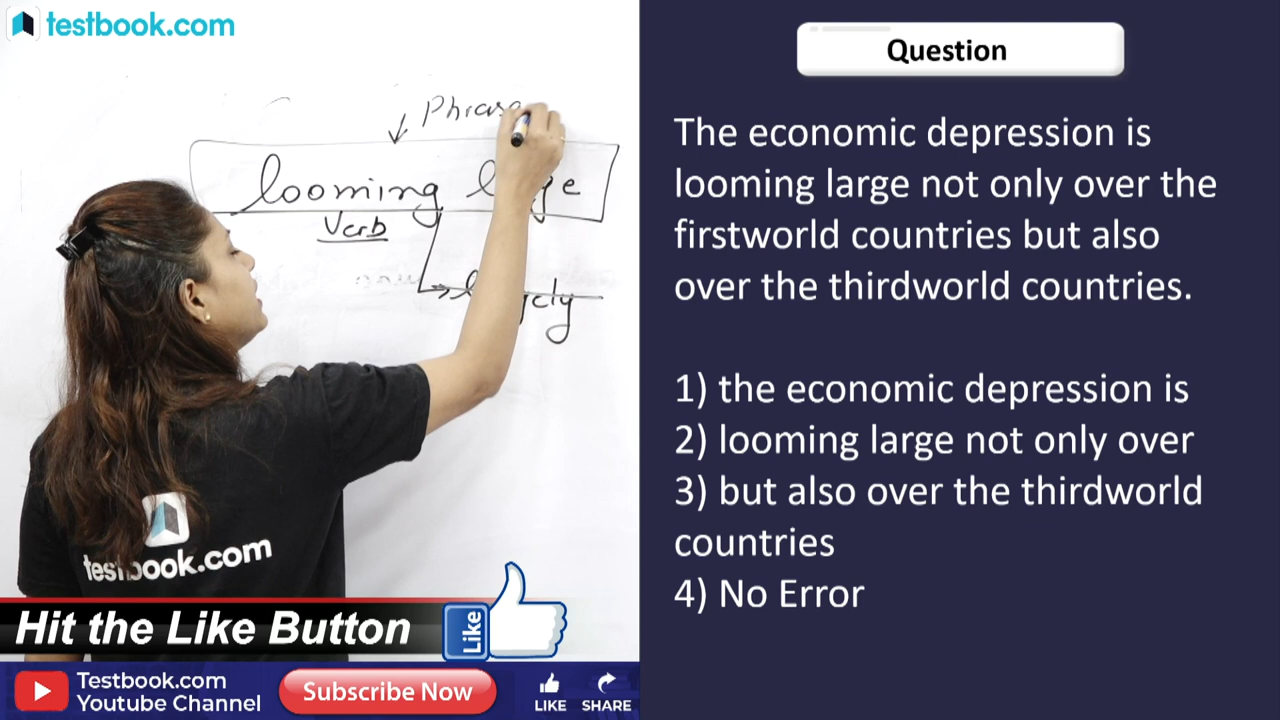 testbook.com
Phras
looming
Verb
Question
The economic depression is
looming large not only over the
firstworld countries but also
over the thirdworld countries.
1) the economic depression is
2) looming large not only over
3) but also over the thirdworld
countries
4) No Error
testbook.com
Hit the Like Button
Like
Testbook.com
Youtube Channel
Subscribe Now
LIKE
SHARE